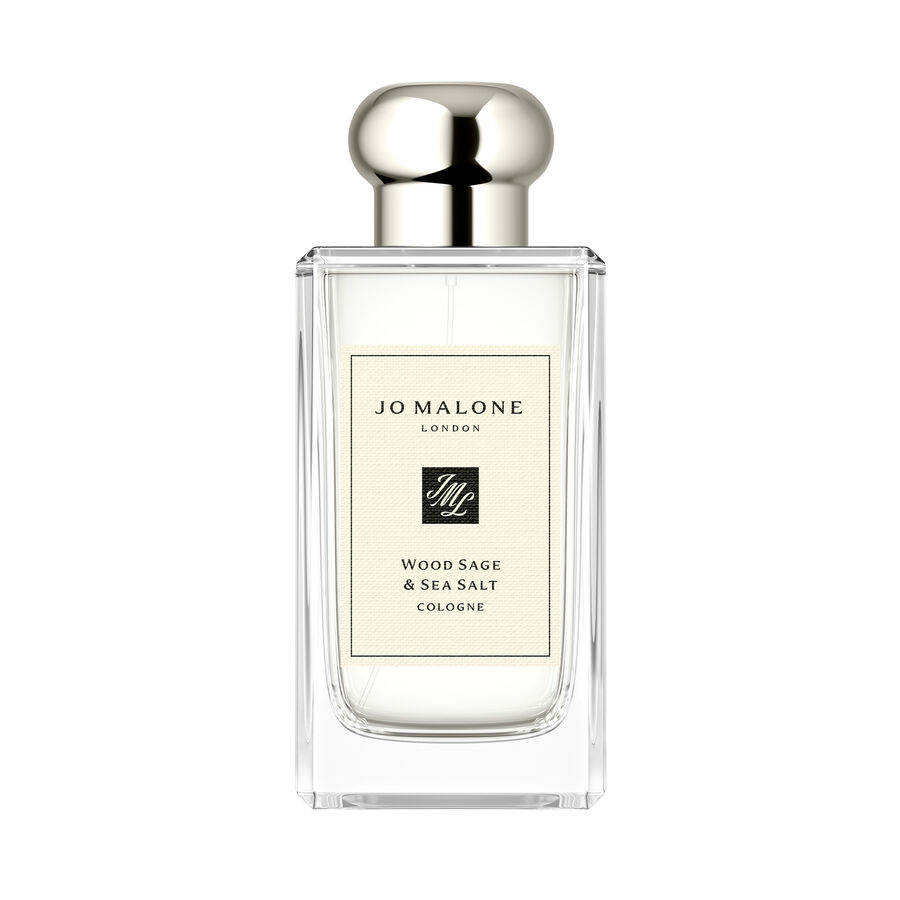 JO MALONE
LONDON
JML
WOOD SAGE
& SEA SALT
COLOGNE